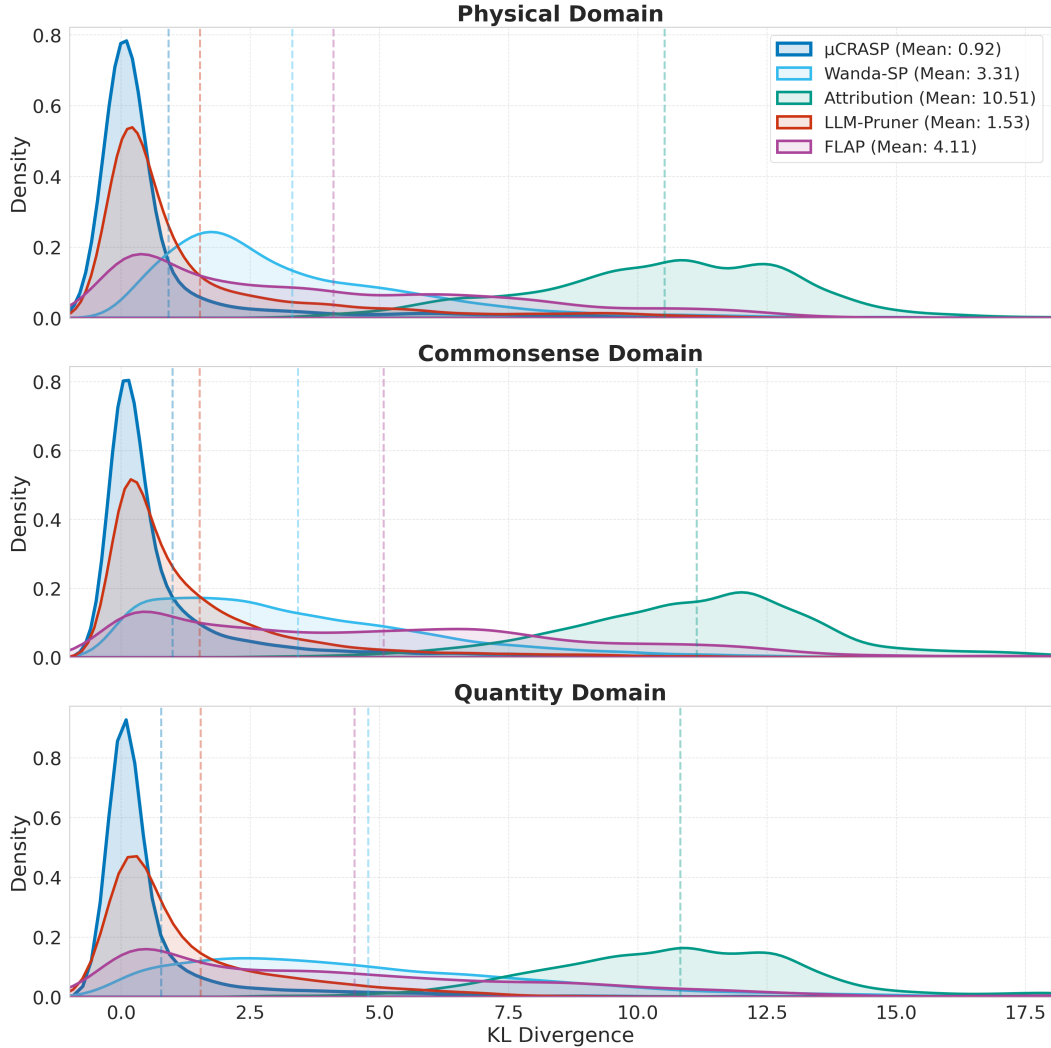 Physical Domain
0.8
0.6
0.4
0.2
0.0
Density
μCRASP (Mean: 0.92)
Wanda-SP (Mean: 3.31)
Attribution (Mean: 10.51)
LLM-Pruner (Mean: 1.53)
FLAP (Mean: 4.11)
Commonsense Domain
0.8
0.6
0.4
0.2
0.0
Density
Quantity Domain
0.8
0.6
0.4
0.2
0.0
Density
0.0 2.5 5.0 7.5 10.0 12.5 15.0 17.5
KL Divergence